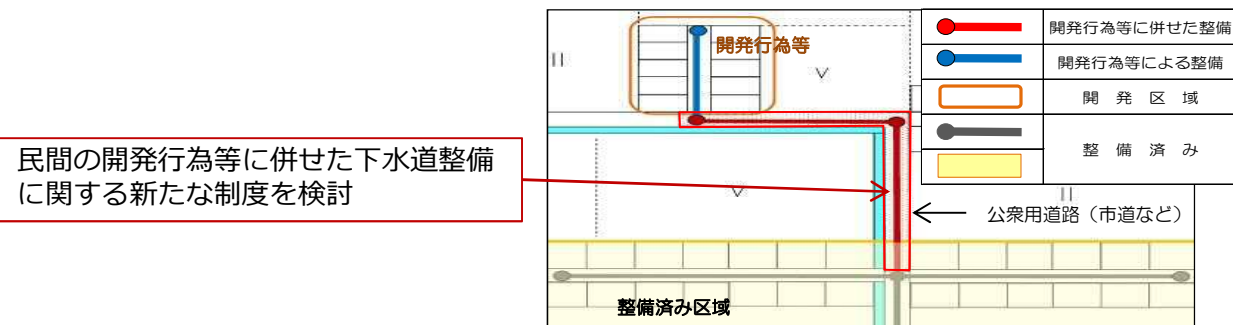 民間の開発行為等に併せた下水道整備
に関する新たな制度を検討
開発行為等
開発行為等に併せた整備
開発行為等による整備
開 発 区 域
整 備 済 み
公衆用道路（市道など）
整備済み区域